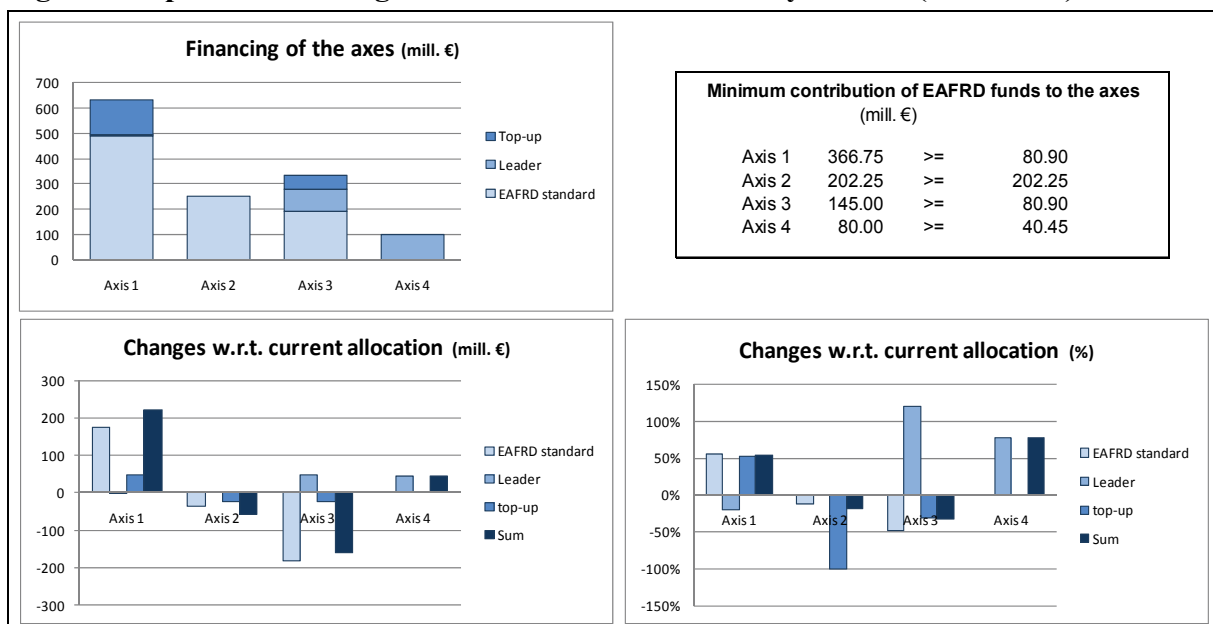 Financing of the axes (mill. €)
700
600
500
400
300
200
100
0
Axis 1 Axis 2 Axis 3 Axis 4
Top-up
Leader
EAFRD standard
Minimum contribution of EAFRD funds to the axes
(mill. €)
Axis 1 366.75 >= 80.90
Axis 2 202.25 >= 202.25
Axis 3 145.00 >= 80.90
Axis 4 80.00 >= 40.45
Changes w.r.t. current allocation (mill. €)
300
200
100
0
-100
-200
-300
Axis 1 Axis 2 Axis 3 Axis 4
EAFRD standard
Leader
top-up
Sum
Changes w.r.t. current allocation (%)
150%
100%
50%
0%
-50%
-100%
-150%
Axis 1 Axis 2 Axis 3 Axis 4
EAFRD standard
Leader
top-up
Sum